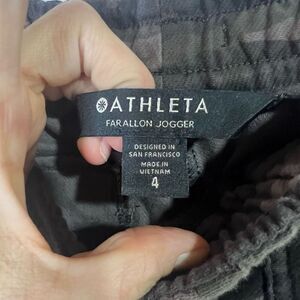 ATHLETA
FARALLON JOGGER
DESIGNED IN
SAN FRANCISCO
MADE IN
VIETNAM
4